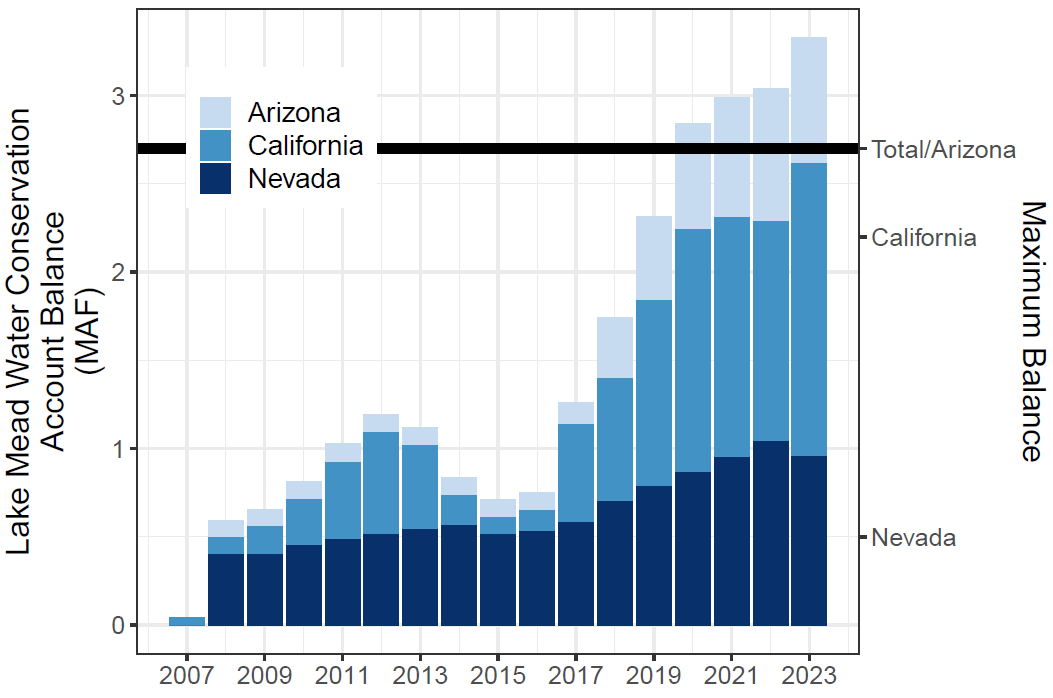 Lake Mead Water Conservation
Account Balance
(MAF)
3
2
1
0
Arizona
California
Nevada
Total/Arizona
California
Nevada
Maximum Balance
2007 2009 2011 2013 2015 2017 2019 2021 2023